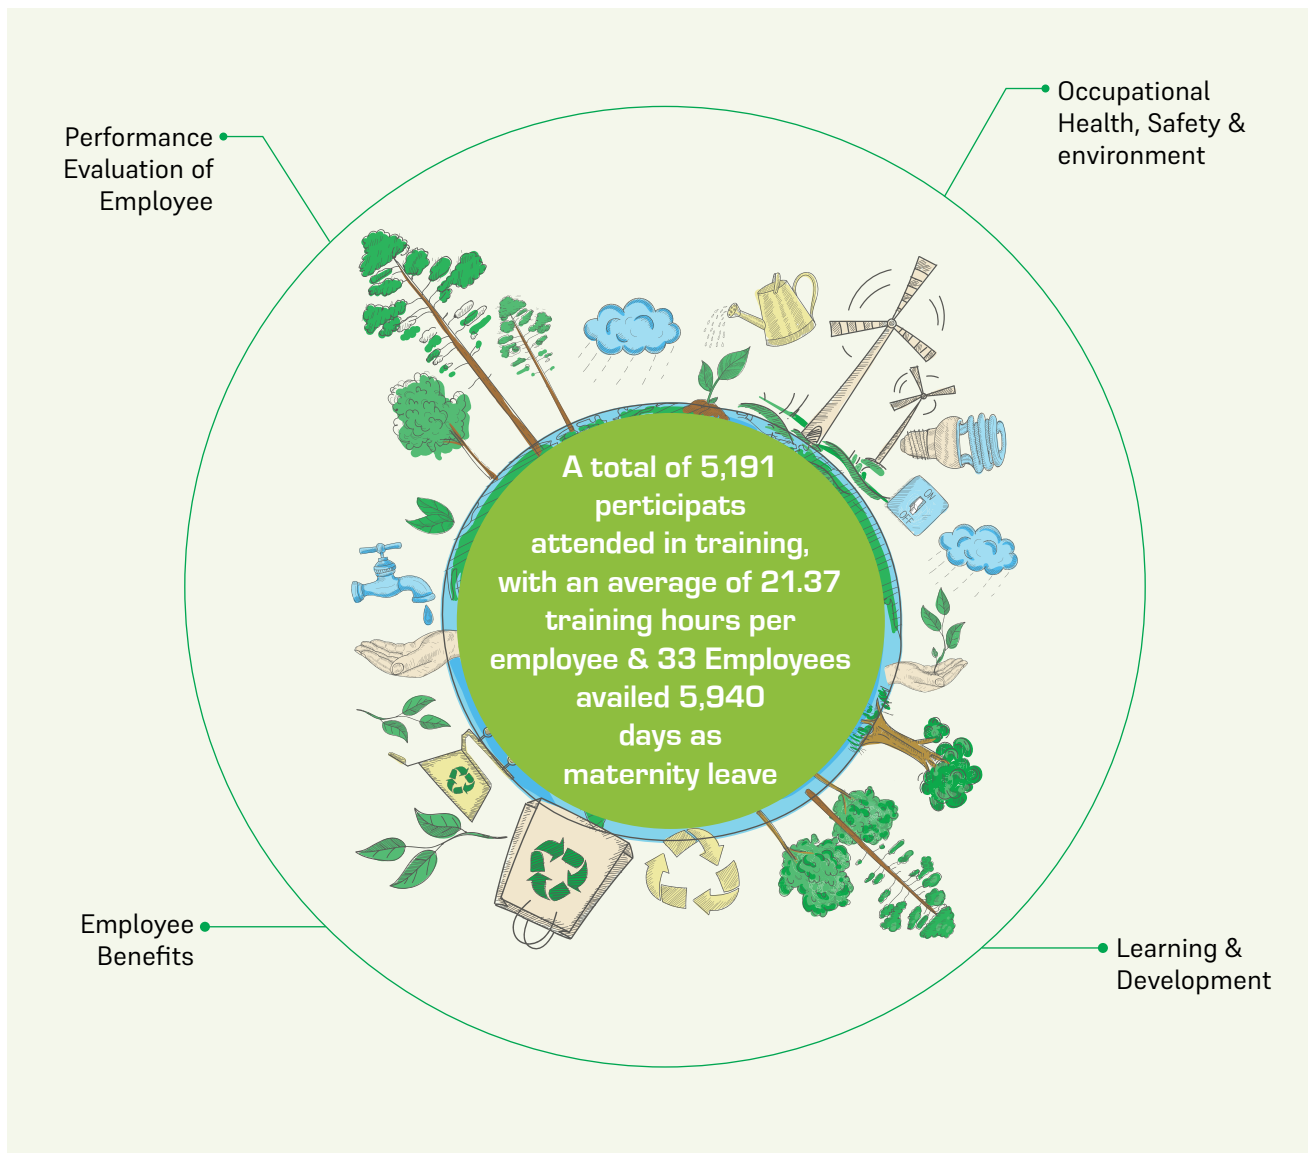 Performance
Evaluation of
Employee
Occupational
Health, Safety &
environment
A total of 5,191
perticipats
attended in training,
with an average of 21.37
training hours per
employee & 33 Employees
availed 5,940
days as
maternity leave
ON
OFF
Employee
Benefits
Learning &
Development